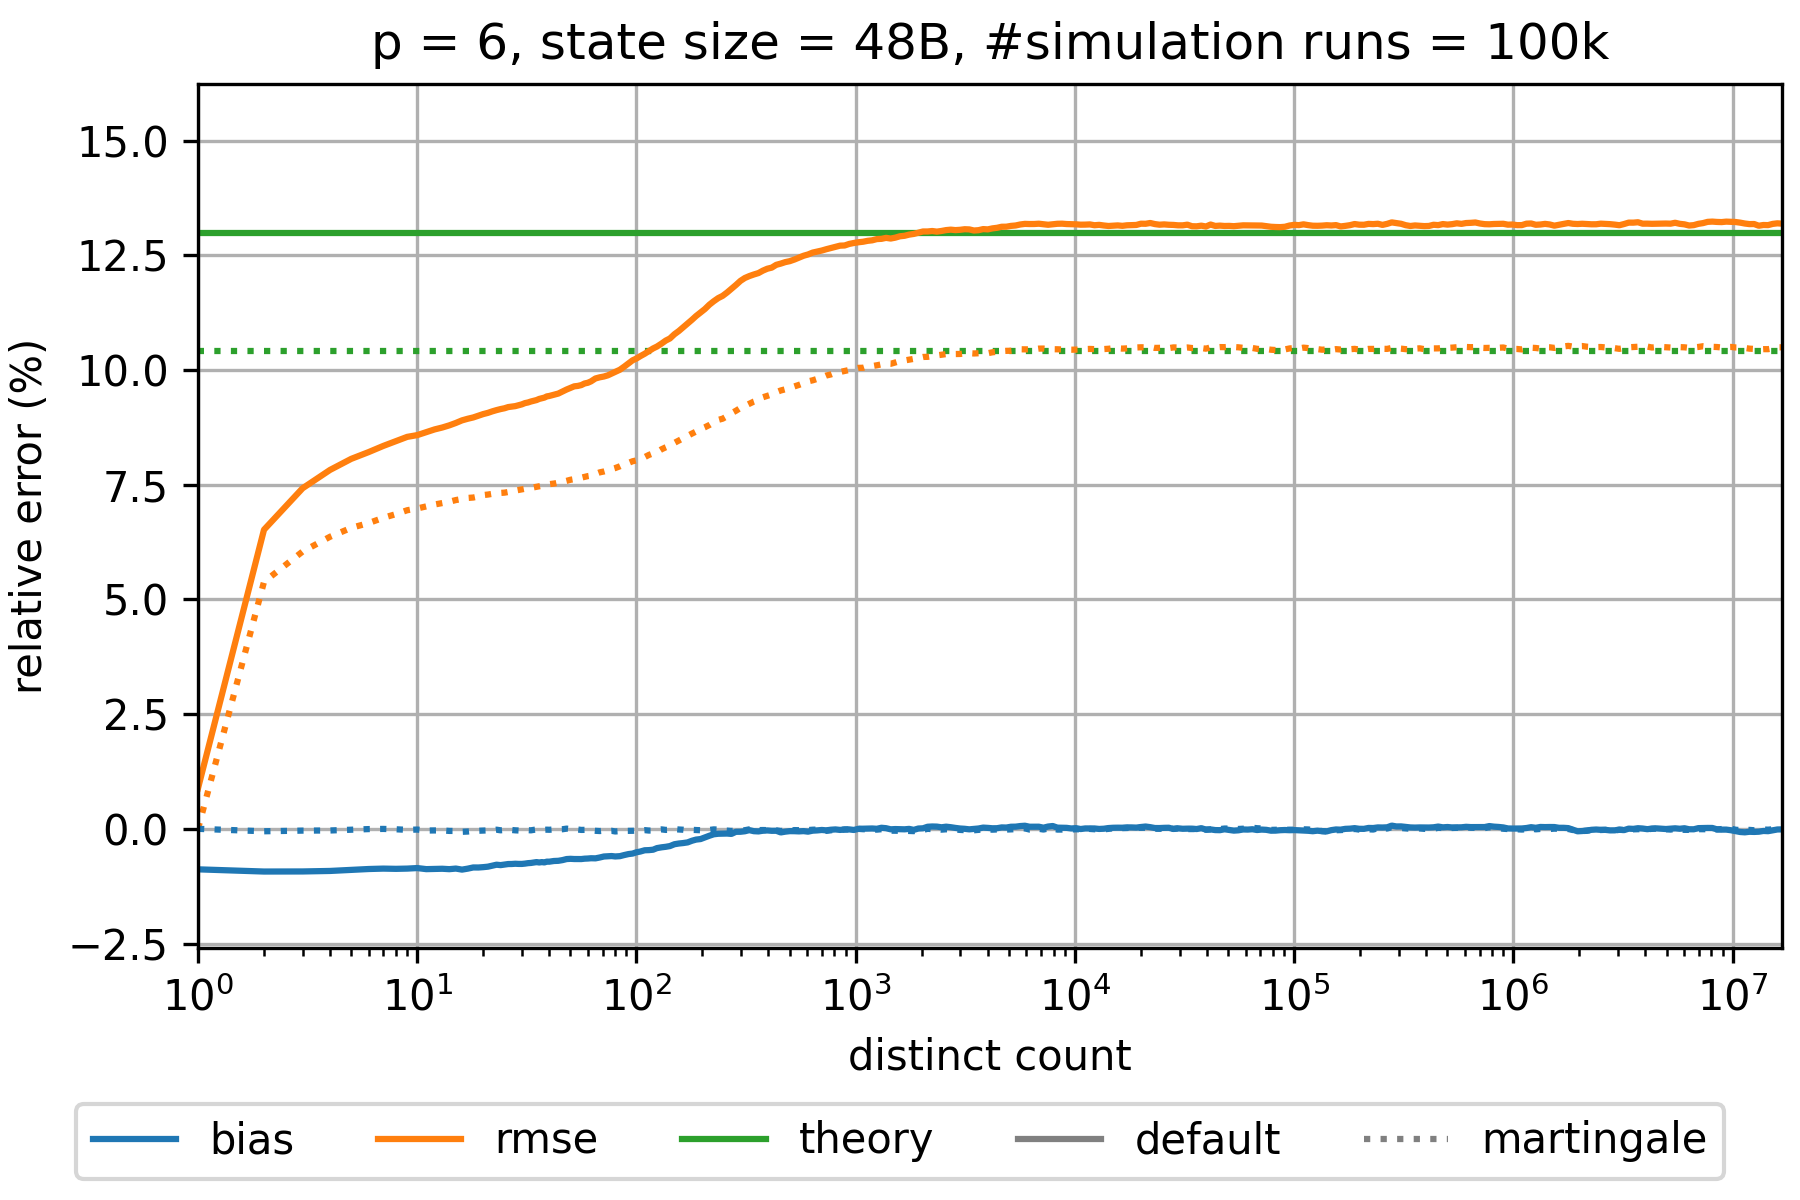 p = 6, state size = 48B, #simulation runs = 100k
relative error (%)
15.0
12.5
10.0
7.5
5.0
2.5
0.0
−2.5
10⁰ 10¹ 10² 10³ 10⁴ 10⁵ 10⁶ 10⁷
distinct count
bias rmse theory default martingale